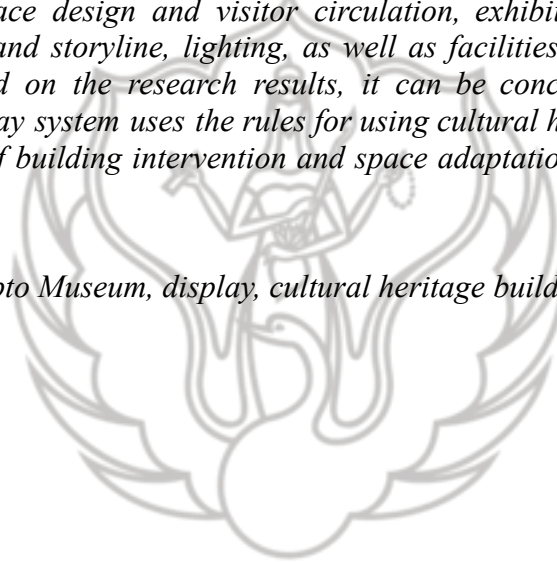 ace design and visitor circulation, exhibit
and storyline, lighting, as well as facilities
d on the research results, it can be conc
ay system uses the rules for using cultural h
f building intervention and space adaptatio
oto Museum, display, cultural heritage build